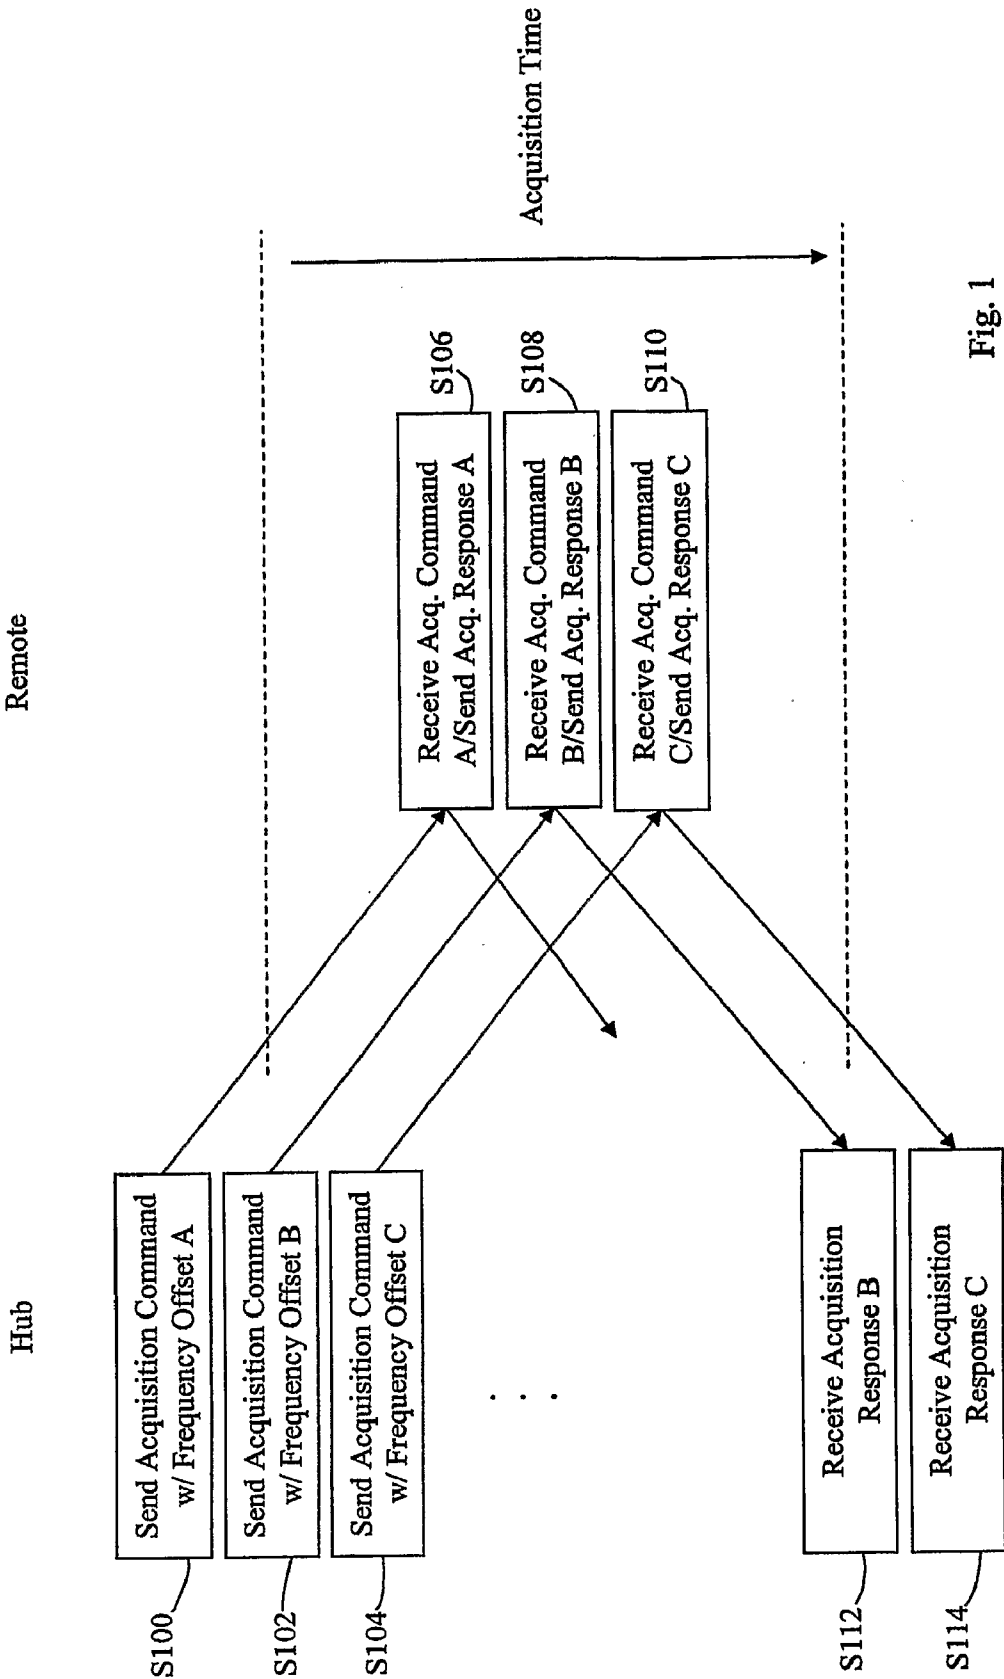 Hub
Remote
S100
Send Acquisition Command
w/ Frequency Offset A
S102
Send Acquisition Command
w/ Frequency Offset B
S104
Send Acquisition Command
w/ Frequency Offset C
. . .
Receive Acq. Command
A/Send Acq. Response A
S106
Receive Acq. Command
B/Send Acq. Response B
S108
Receive Acq. Command
C/Send Acq. Response C
S110
Acquisition Time
S112
Receive Acquisition
Response B
S114
Receive Acquisition
Response C
Fig. 1